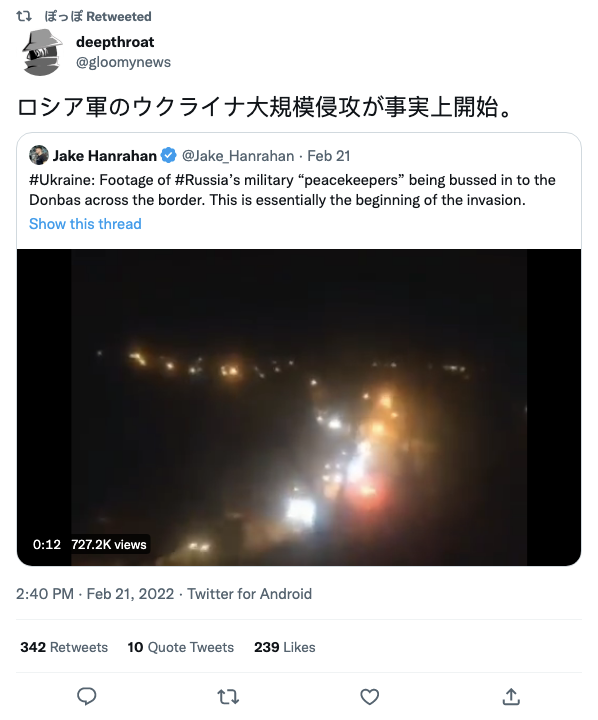 ぽっぽ Retweeted
deepthroat
@gloomynews
ロシア軍のウクライナ大規模侵攻が事実上開始。
Jake Hanrahan @Jake_Hanrahan · Feb 21
#Ukraine: Footage of #Russia’s military “peacekeepers” being bussed in to the
Donbas across the border. This is essentially the beginning of the invasion.
Show this thread
0:12 727.2K views
2:40 PM · Feb 21, 2022 · Twitter for Android
342 Retweets 10 Quote Tweets 239 Likes